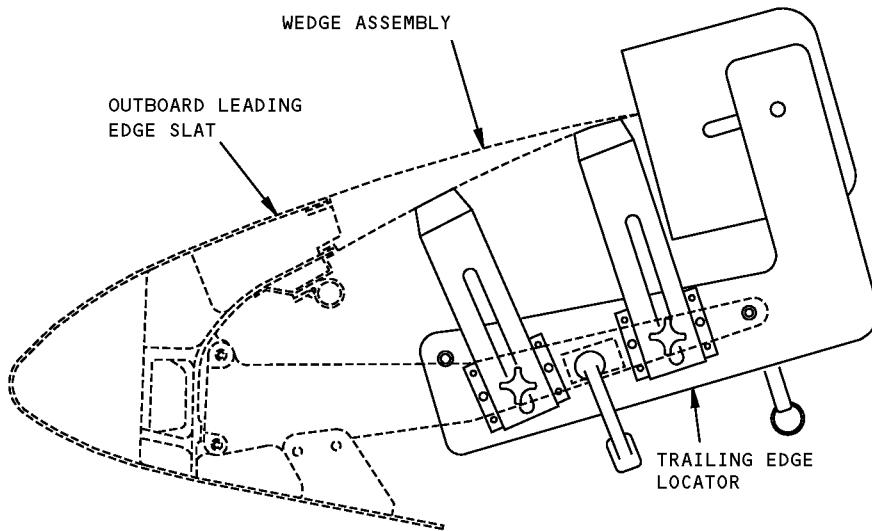 WEDGE ASSEMBLY
OUTBOARD LEADING
EDGE SLAT
TRAILING EDGE
LOCATOR